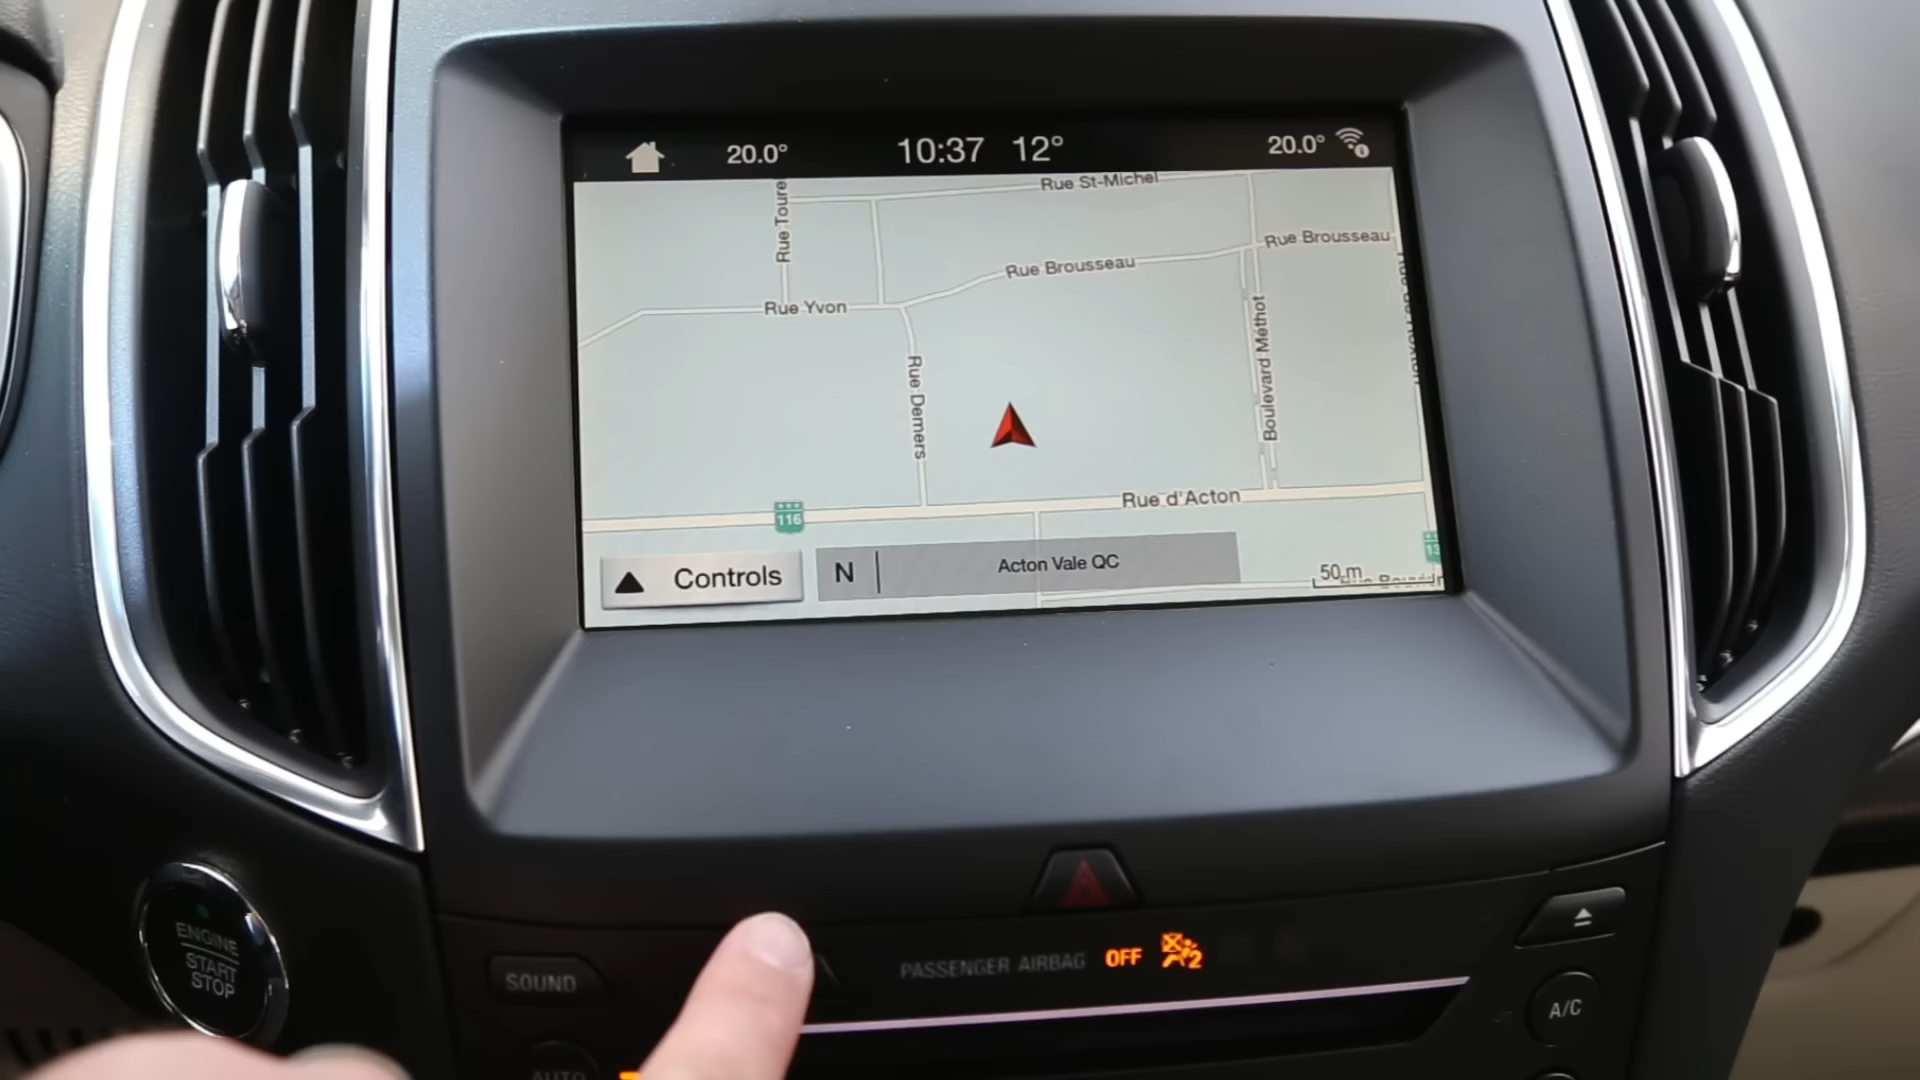 20.0° 10:37 12° 20.0°
Rue St-Michel
Rue Toure
Rue Brousseau
Rue Brousseau
Rue Yvon
Boulevard Méthot
Rue Demers
Rue d'Acton
116
13
Controls
N
Acton Vale QC
50 m
ENGINE
START
STOP
SOUND
PASSENGER AIRBAG OFF
2
A/C
AUTO